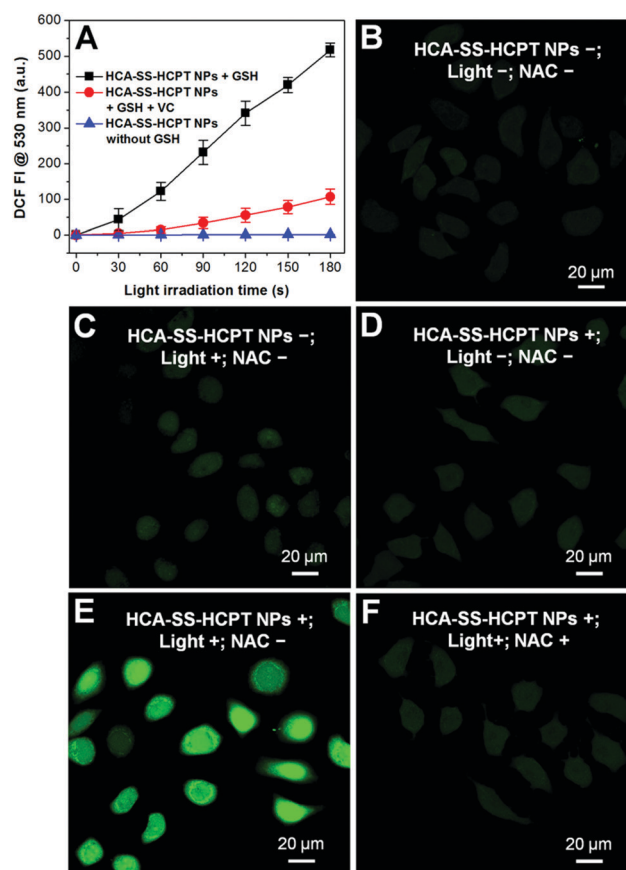 A
DCF FI @ 530 nm (a.u.)
600
500
400
300
200
100
0
HCA-SS-HCPT NPs + GSH
HCA-SS-HCPT NPs
+ GSH + VC
HCA-SS-HCPT NPs
without GSH
0 30 60 90 120 150 180
Light irradiation time (s)
B
HCA-SS-HCPT NPs −;
Light −; NAC −
20 μm
C
HCA-SS-HCPT NPs −;
Light +; NAC −
20 μm
D
HCA-SS-HCPT NPs +;
Light −; NAC −
20 μm
E
HCA-SS-HCPT NPs +;
Light +; NAC −
20 μm
F
HCA-SS-HCPT NPs +;
Light+; NAC +
20 μm